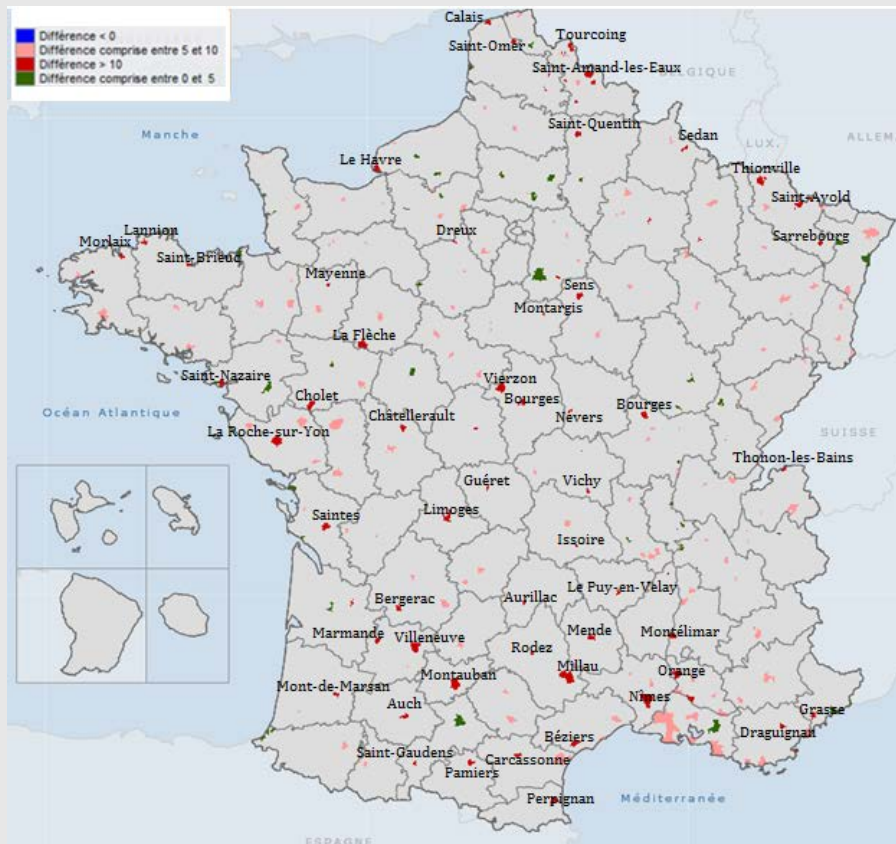 Différence < 0
Différence comprise entre 5 et 10
Différence > 10
Différence comprise entre 0 et 5
Calais
Tourcoing
Saint-Omer
Saint-Amand-les-Eaux
BELGIQUE
Manche
Saint-Quentin
Sedan
LUX.
ALLEM
Le Havre
Thionville
Saint-Avold
Lannion
Dreux
Morlaix
Sarrebourg
Saint-Brieuc
Mayenne
Sens
Montargis
La Flèche
Saint-Nazaire
Vierzon
Cholet
Bourges
Océan Atlantique
Châtellerault
Nevers
Bourges
La Roche-sur-Yon
SUISSE
Thonon-les-Bains
Guéret
Vichy
Saintes
Limoges
Issoire
Bergerac
Aurillac
Le Puy-en-Velay
Marmande
Villeneuve
Mende
Montélimar
Rodez
Millau
Orange
Mont-de-Marsan
Montauban
Nîmes
Auch
Grasse
Draguignan
Béziers
Saint-Gaudens
Carcassonne
Pamiers
Perpignan
Méditerranée
ESPAGNE